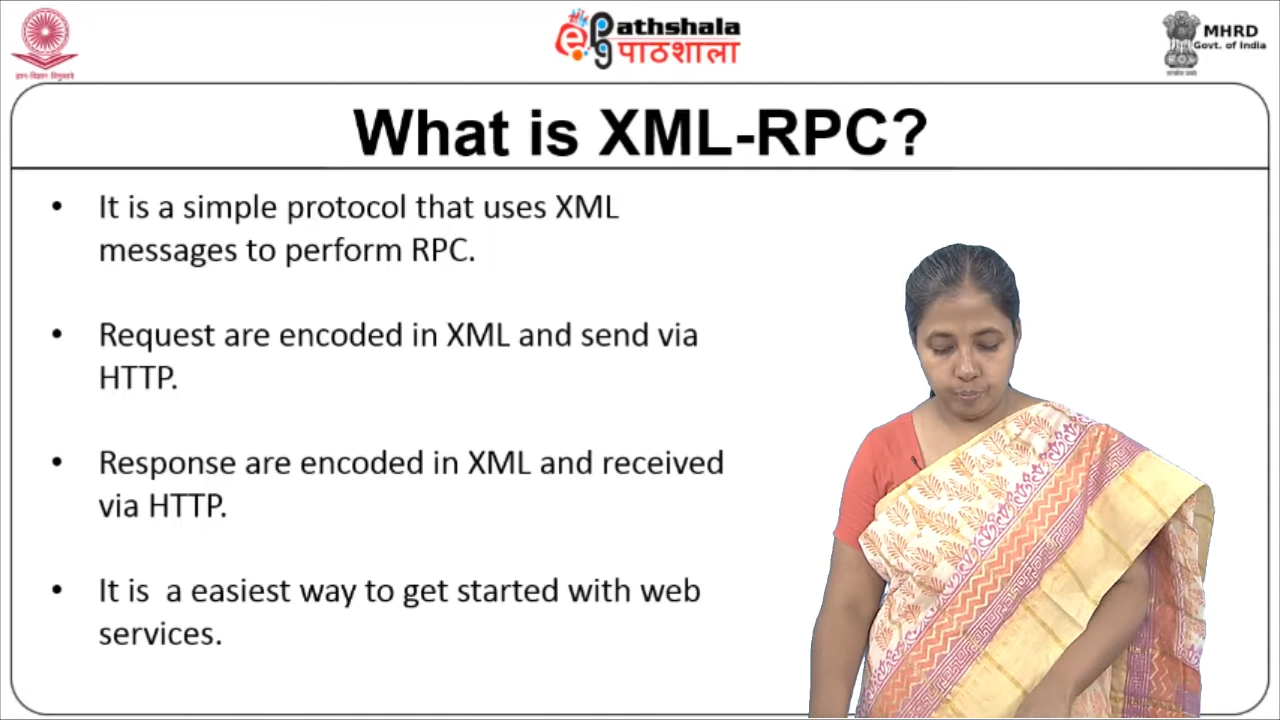 ePathshala
पाठशाला
MHRD
Govt. of India
What is XML-RPC?
• It is a simple protocol that uses XML
messages to perform RPC.
• Request are encoded in XML and send via
HTTP.
• Response are encoded in XML and received
via HTTP.
• It is  a easiest way to get started with web
services.